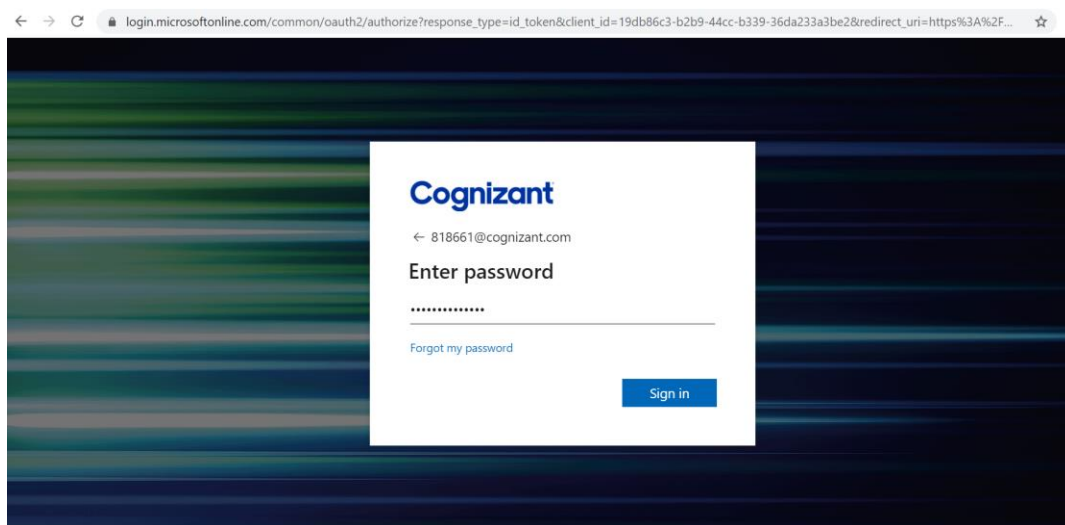 login.microsoftonline.com/common/oauth2/authorize?response_type=id_token&client_id=19db86c3-b2b9-44cc-b339-36da233a3be2&redirect_uri=https%3A%2F...
Cognizant
← 818661@cognizant.com
Enter password
••••••••••••••
Forgot my password
Sign in